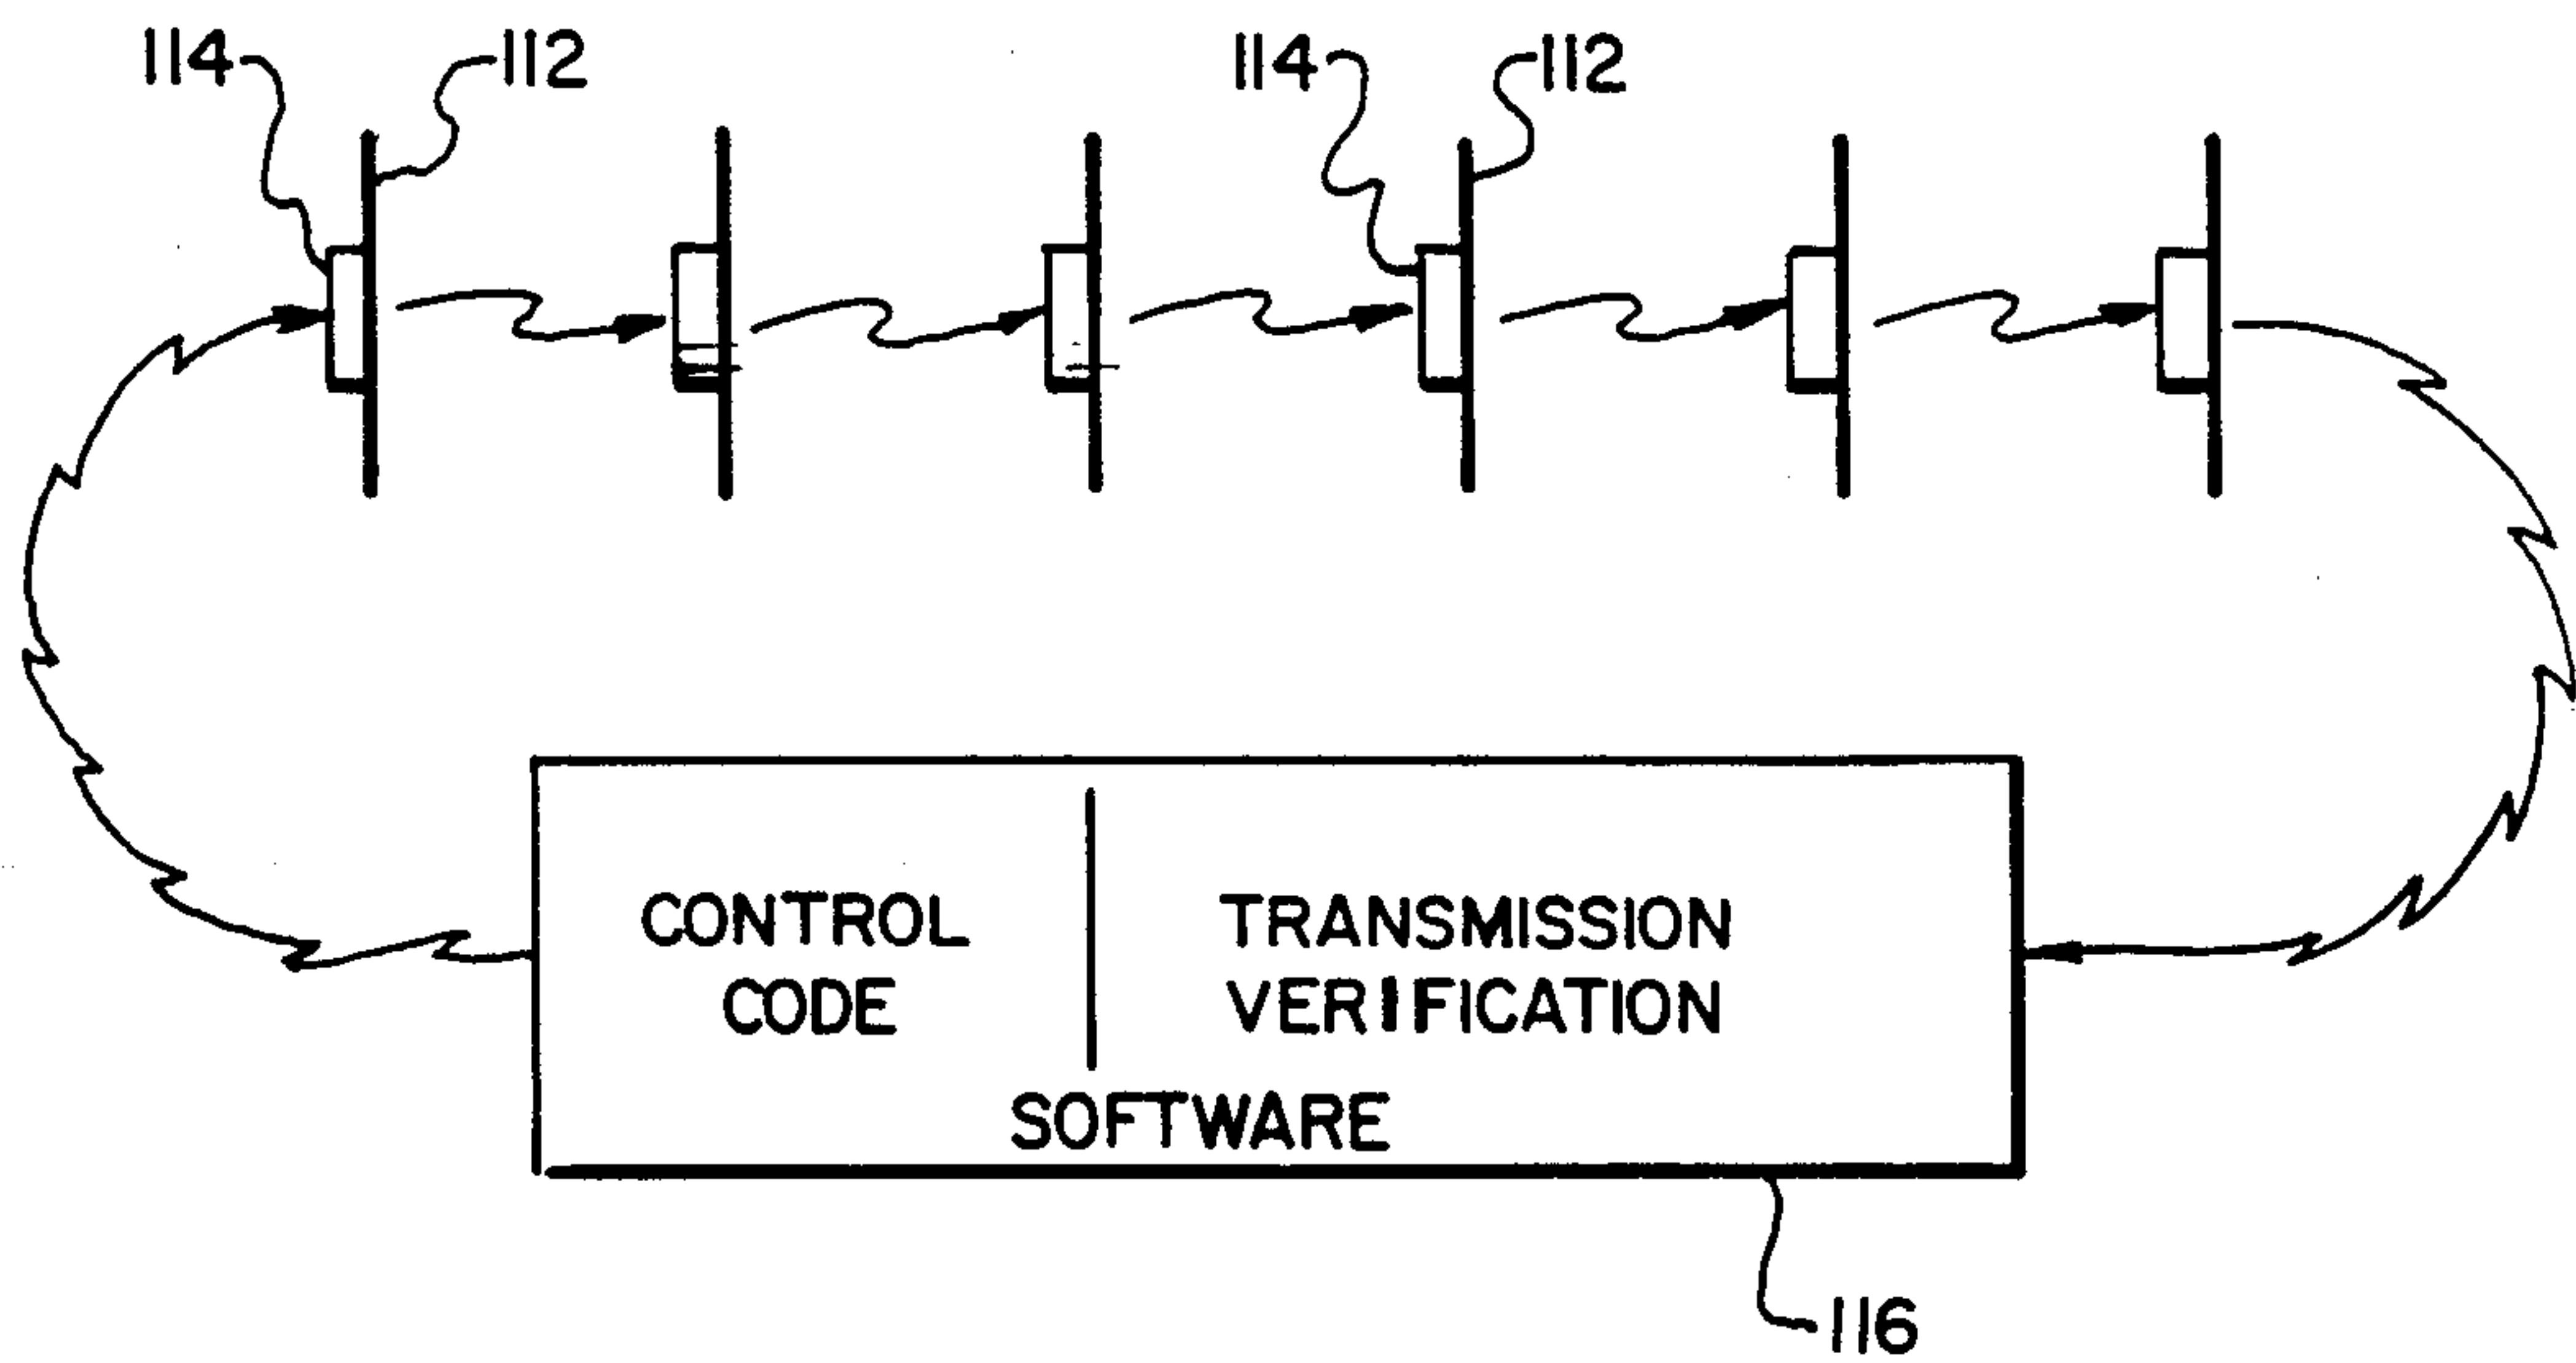 114 112 114 112
CONTROL CODE
TRANSMISSION VERIFICATION
SOFTWARE
116